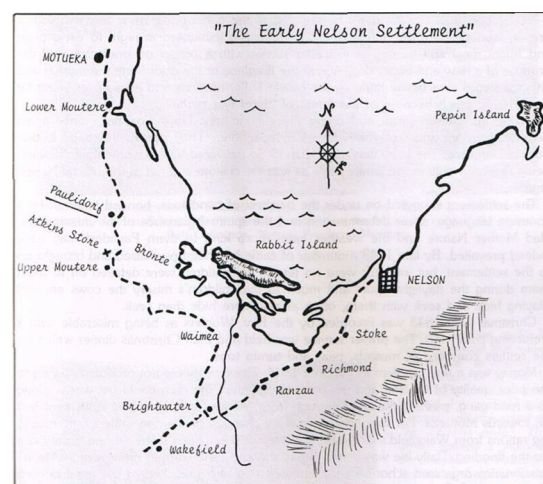 "The Early Nelson Settlement"
MOTUEKA
Lower Moutere
Pepin Island
N
E
Paulidorf
Atkins Store
Bronte
Rabbit Island
Upper Moutere
NELSON
Waimea
Stoke
Richmond
Ranzau
Brightwater
Wakefield